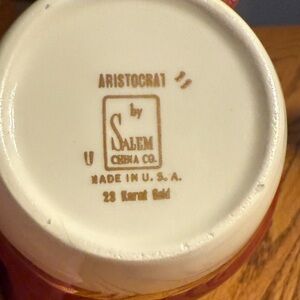 ARISTOCRAT
by
SALEM
CHINA CO.
U
MADE IN U.S.A.
23 Karat Gold